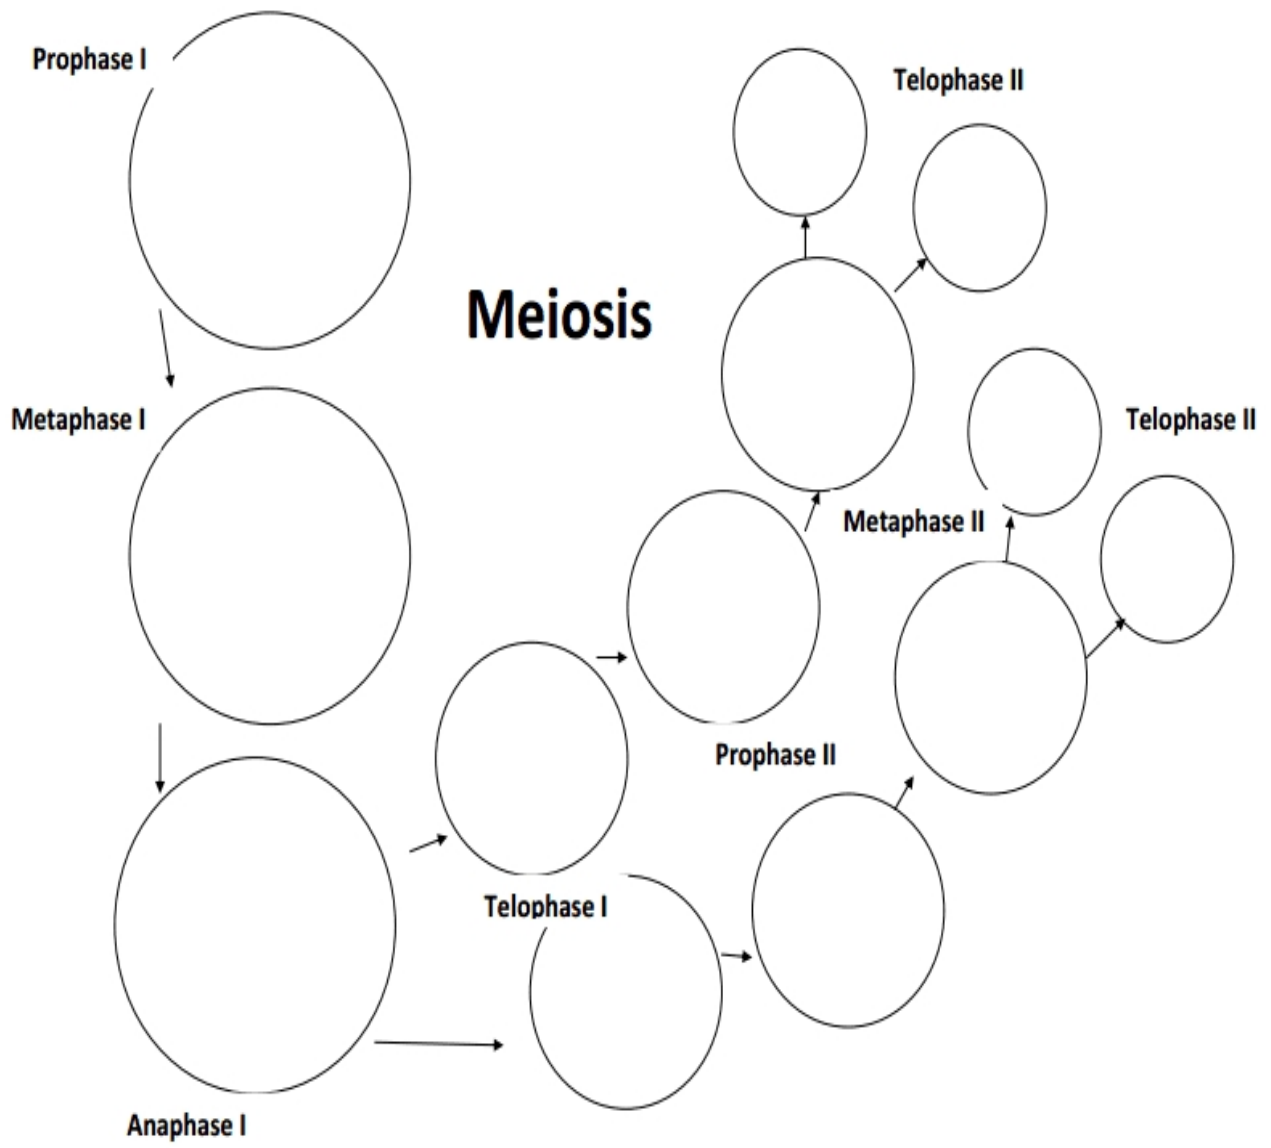 Prophase I
Telophase II
Meiosis
Metaphase I
Telophase II
Metaphase II
Prophase II
Telophase I
Anaphase I